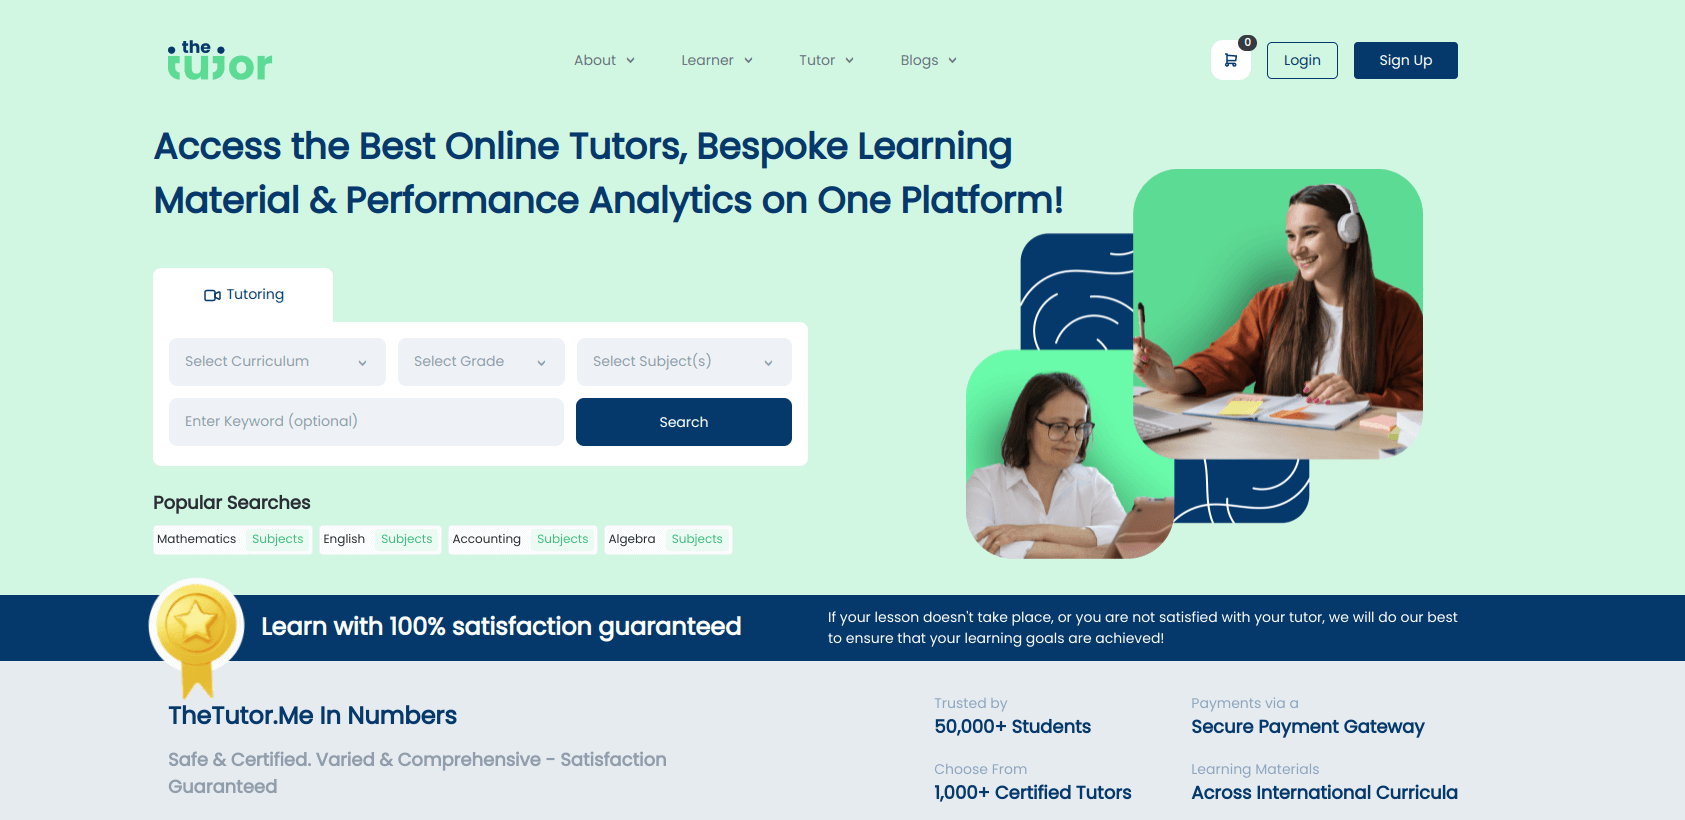 the tutor
About
Learner
Tutor
Blogs
0
Login
Sign Up
Access the Best Online Tutors, Bespoke Learning
Material & Performance Analytics on One Platform!
Tutoring
Select Curriculum
Select Grade
Select Subject(s)
Enter Keyword (optional)
Search
Popular Searches
Mathematics Subjects
English Subjects
Accounting Subjects
Algebra Subjects
Learn with 100% satisfaction guaranteed
If your lesson doesn't take place, or you are not satisfied with your tutor, we will do our best
to ensure that your learning goals are achieved!
TheTutor.Me In Numbers
Safe & Certified. Varied & Comprehensive - Satisfaction
Guaranteed
Trusted by
50,000+ Students
Payments via a
Secure Payment Gateway
Choose From
1,000+ Certified Tutors
Learning Materials
Across International Curricula